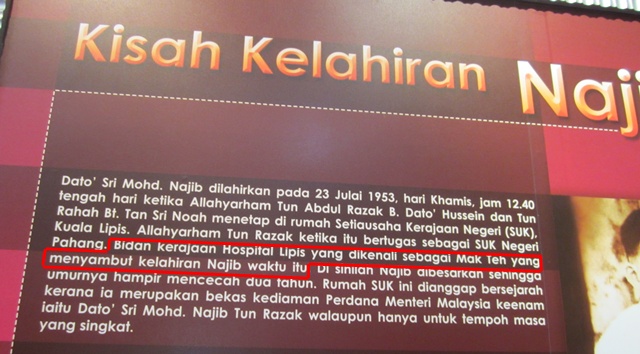 Kisah Kelahiran Naji
Dato' Sri Mohd. Najib dilahirkan pada 23 Julai 1953, hari Khamis, jam 12.40
tengah hari ketika Allahyarham Tun Abdul Razak B. Dato' Hussein dan Tun
Rahah Bt. Tan Sri Noah menetap di rumah Setiausaha Kerajaan Negeri (SUK),
Kuala Lipis. Allahyarham Tun Razak ketika itu bertugas sebagai SUK Negeri
Pahang. Bidan kerajaan Hospital Lipis yang dikenali sebagai Mak Teh yang
menyambut kelahiran Najib waktu itu. Di sinilah Najib dibesarkan sehingga
umurnya hampir mencecah dua tahun. Rumah SUK ini dianggap bersejarah
kerana ia merupakan bekas kediaman Perdana Menteri Malaysia keenam
iaitu Dato' Sri Mohd. Najib Tun Razak walaupun hanya untuk tempoh masa
yang singkat.